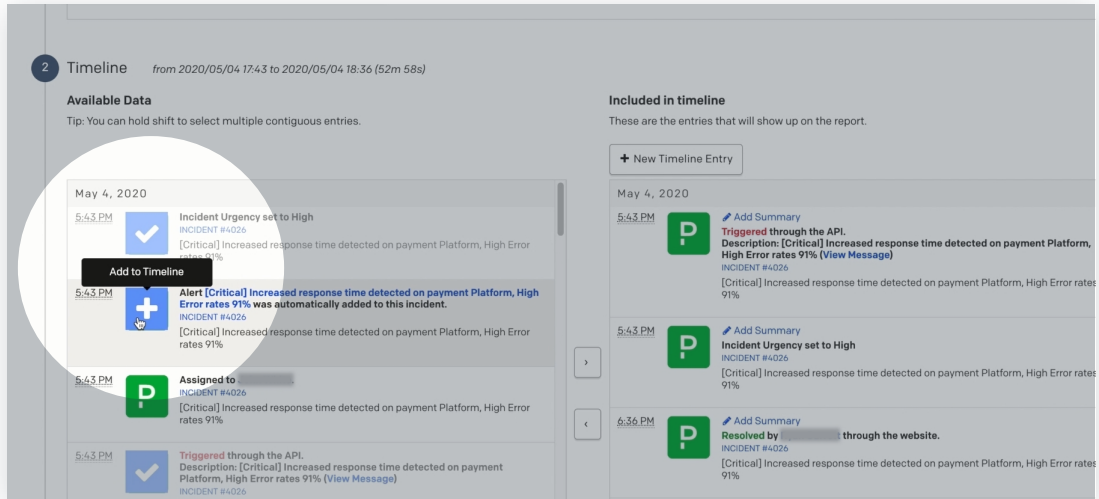 2 Timeline from 2020/05/04 17:43 to 2020/05/04 18:36 (52m 58s)
Available Data
Tip: You can hold shift to select multiple contiguous entries.
May 4, 2020
5:43 PM Incident Urgency set to High
INCIDENT #4026
[Critical] Increased response time detected on payment Platform, High Error
rates 91%
Add to Timeline
5:43 PM Alert [Critical] Increased response time detected on payment Platform, High
Error rates 91% was automatically added to this incident.
INCIDENT #4026
[Critical] Increased response time detected on payment Platform, High Error
rates 91%
5:43 PM Assigned to
INCIDENT #4026
[Critical] Increased response time detected on payment Platform, High Error
rates 91%
5:43 PM Triggered through the API.
Description: [Critical] Increased response time detected on payment
Platform, High Error rates 91% (View Message)
INCIDENT #4026
Included in timeline
These are the entries that will show up on the report.
+ New Timeline Entry
May 4, 2020
5:43 PM Add Summary
Triggered through the API.
Description: [Critical] Increased response time detected on payment Platform,
High Error rates 91% (View Message)
INCIDENT #4026
[Critical] Increased response time detected on payment Platform, High Error rates
91%
5:43 PM Add Summary
Incident Urgency set to High
INCIDENT #4026
[Critical] Increased response time detected on payment Platform, High Error rates
91%
6:36 PM Add Summary
Resolved by through the website.
INCIDENT #4026
[Critical] Increased response time detected on payment Platform, High Error rates
91%